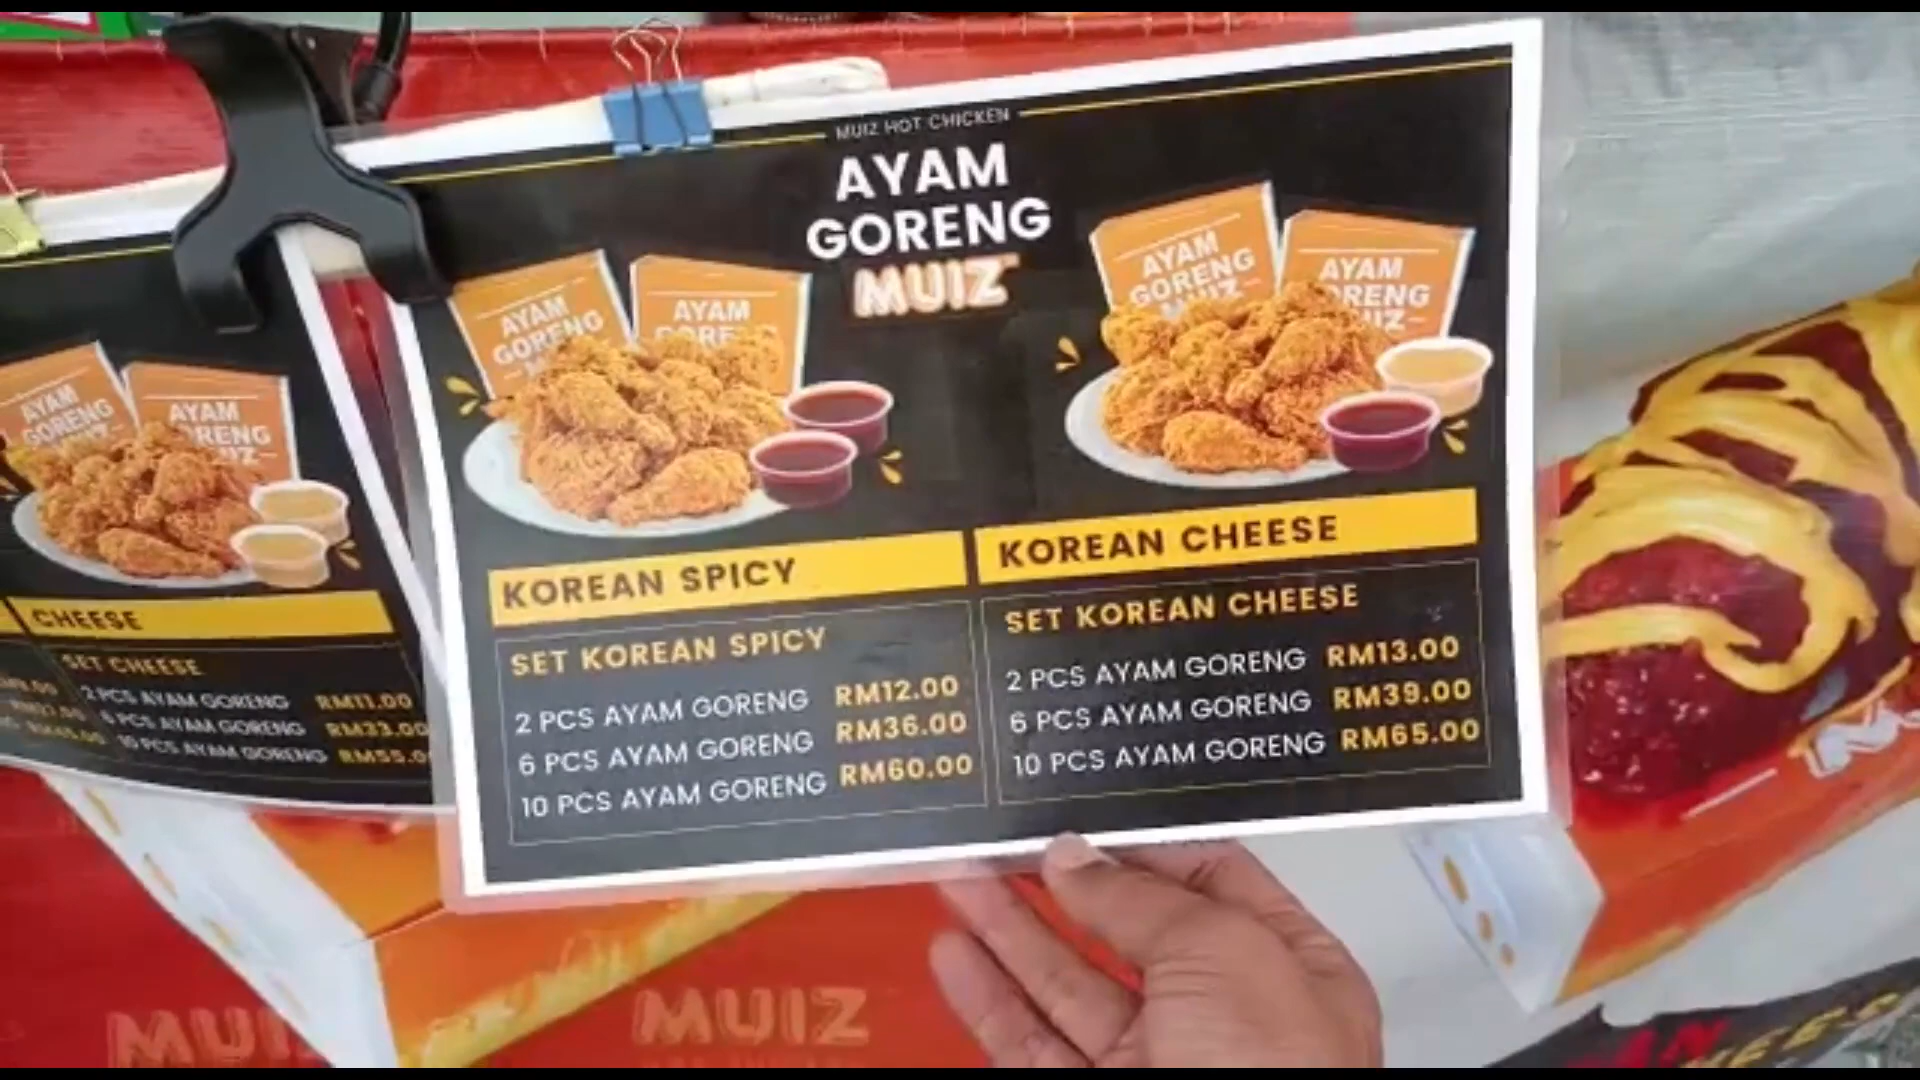 MUIZ HOT CHICKEN
AYAM
GORENG
MUIZ
AYAM
GORENG
AYAM
AYAM
GORENG
MUIZ
AYAM
KOREAN SPICY
SET KOREAN SPICY
2 PCS AYAM GORENG RM12.00
6 PCS AYAM GORENG RM36.00
10 PCS AYAM GORENG RM60.00
KOREAN CHEESE
SET KOREAN CHEESE
2 PCS AYAM GORENG RM13.00
6 PCS AYAM GORENG RM39.00
10 PCS AYAM GORENG RM65.00
AYAM
GORENG
AYAM
CHEESE
SET CHEESE
2 PCS AYAM GORENG RM11.00
6 PCS AYAM GORENG RM33.00
10 PCS AYAM GORENG RM55.0
MUIZ
MUIZ